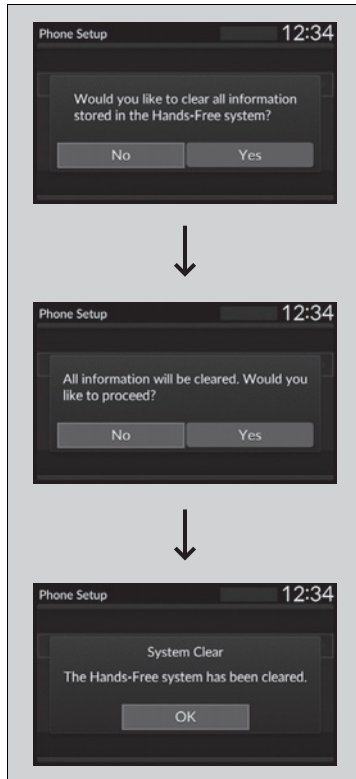 Phone Setup 12:34
Would you like to clear all information
stored in the Hands-Free system?
No Yes
Phone Setup 12:34
All information will be cleared. Would you
like to proceed?
No Yes
Phone Setup 12:34
System Clear
The Hands-Free system has been cleared.
OK